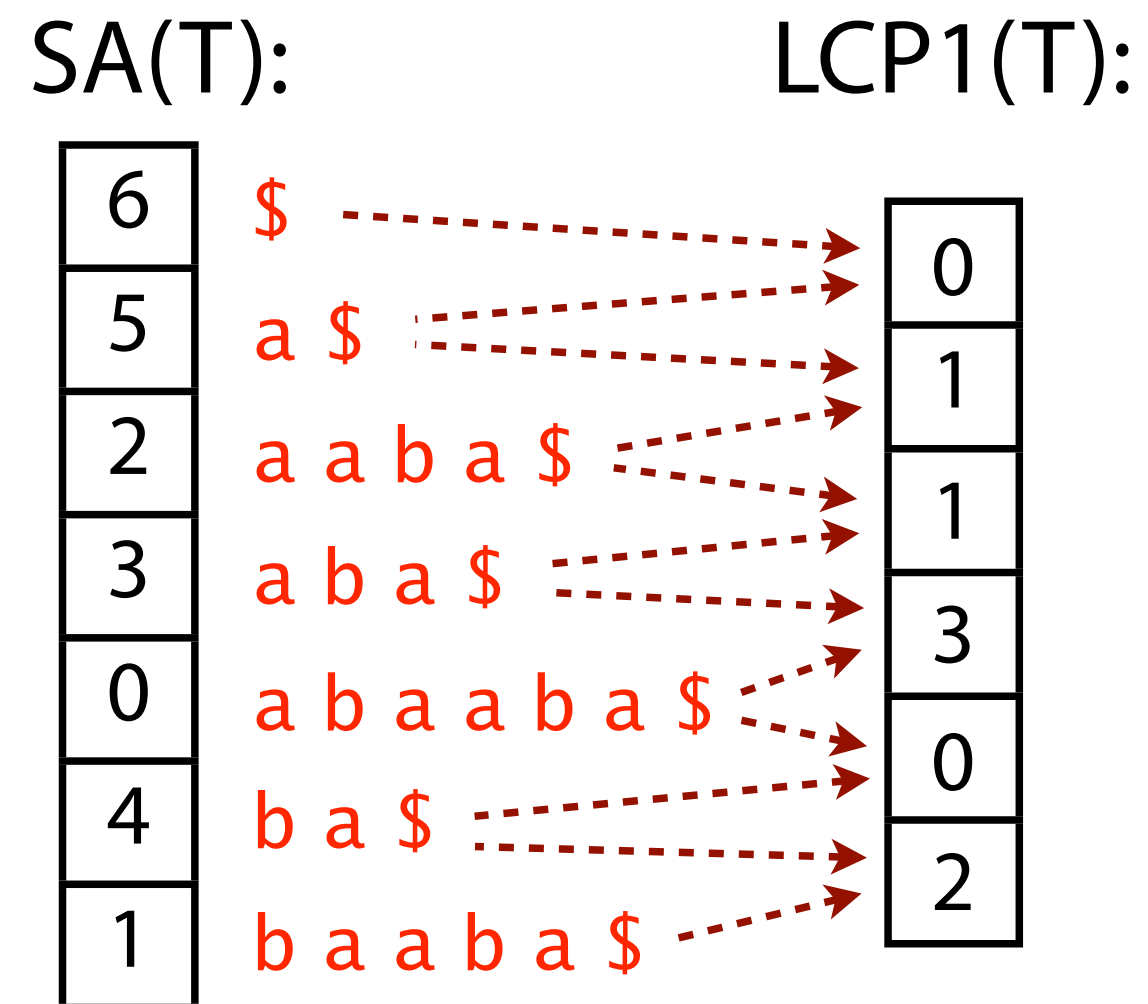 SA(T): LCP1(T):
6 $
0
5 a $
1
2 a a b a $
1
3 a b a $
3
0 a b a a b a $
0
4 b a $
2
1 b a a b a $